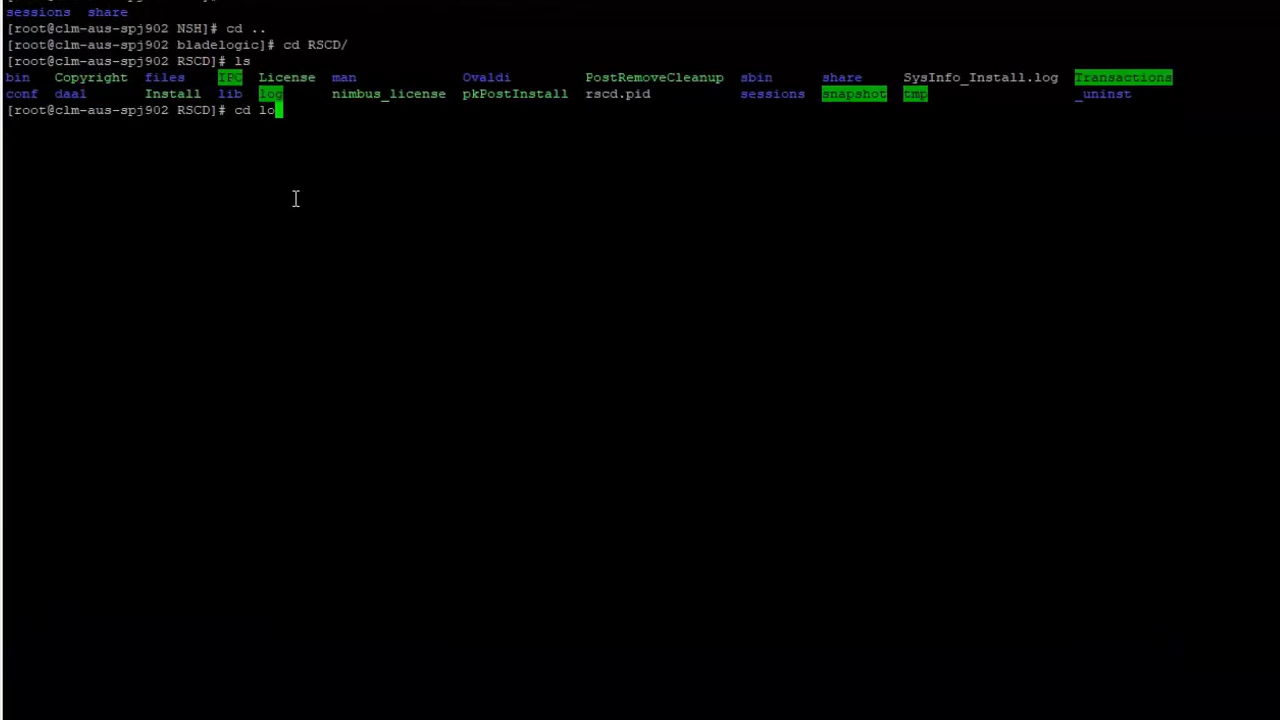 sessions  share
[root@clm-aus-spj902 NSH]# cd ..
[root@clm-aus-spj902 bladelogic]# cd RSCD/
[root@clm-aus-spj902 RSCD]# ls
bin   Copyright  files    IPC  License  man             Ovaldi         PostRemoveCleanup  sbin      share     SysInfo_Install.log  Transactions
conf  daal       Install  lib  log      nimbus_license  pkPostInstall  rscd.pid           sessions  snapshot  tmp                  _uninst
[root@clm-aus-spj902 RSCD]# cd lo